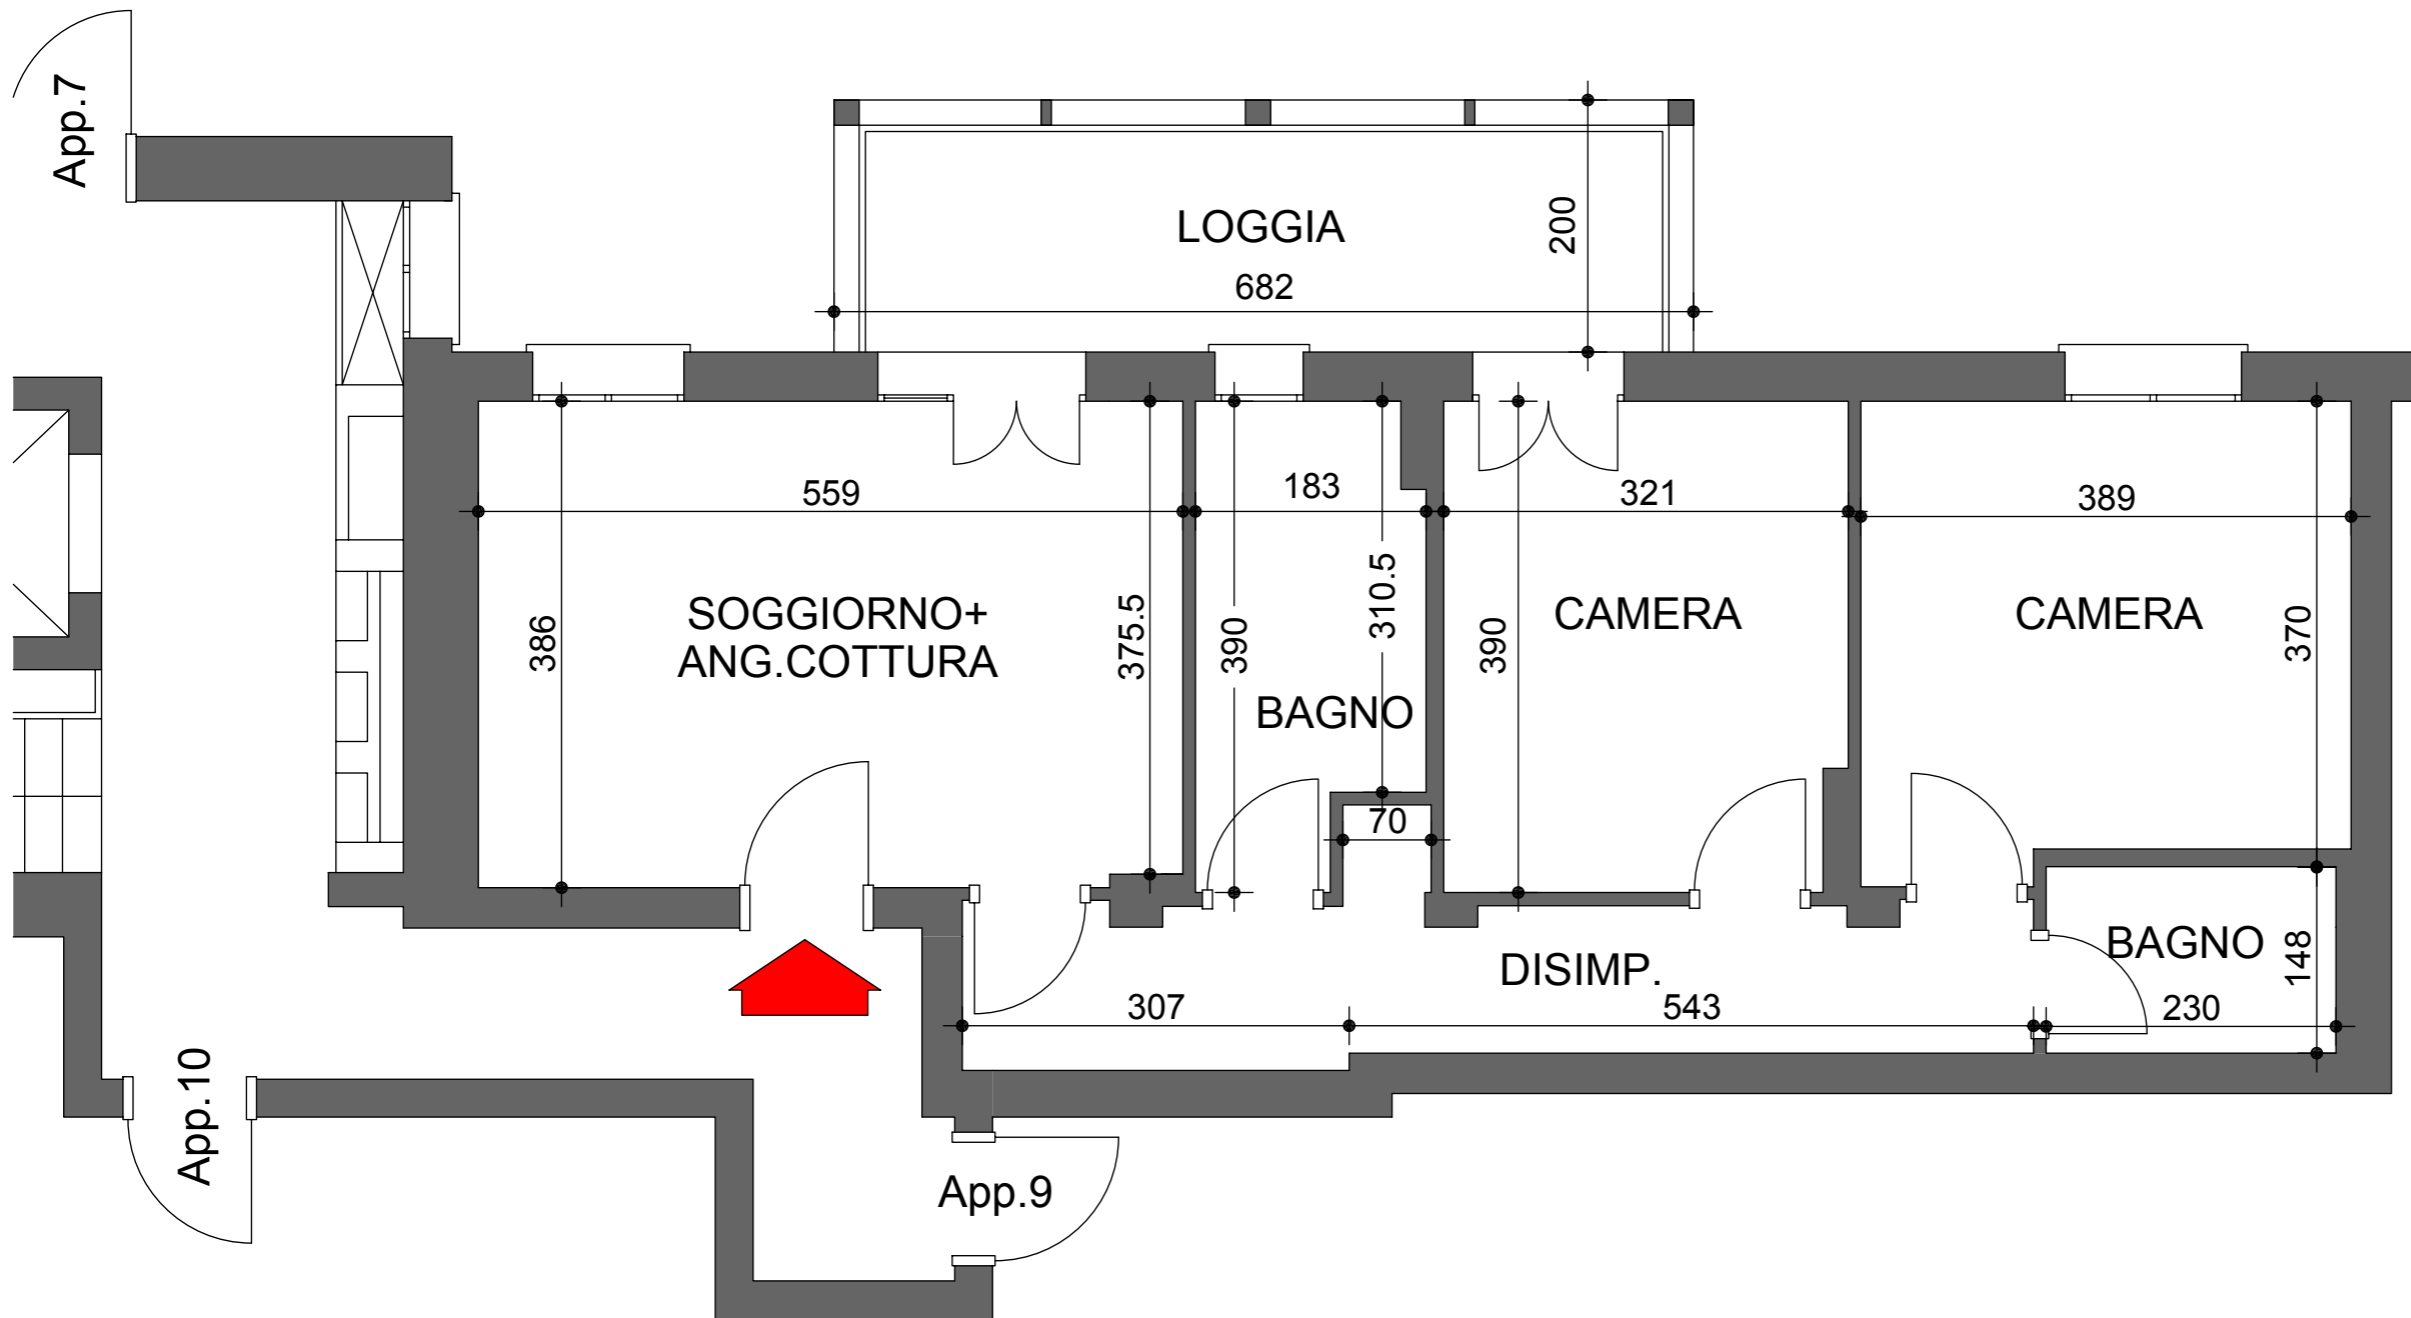 App.7
LOGGIA
200
682
559
183
321
389
386
SOGGIORNO+
ANG.COTTURA
375.5
390
310.5
BAGNO
390
CAMERA
CAMERA
370
70
DISIMP.
BAGNO
148
307
543
230
App.10
App.9